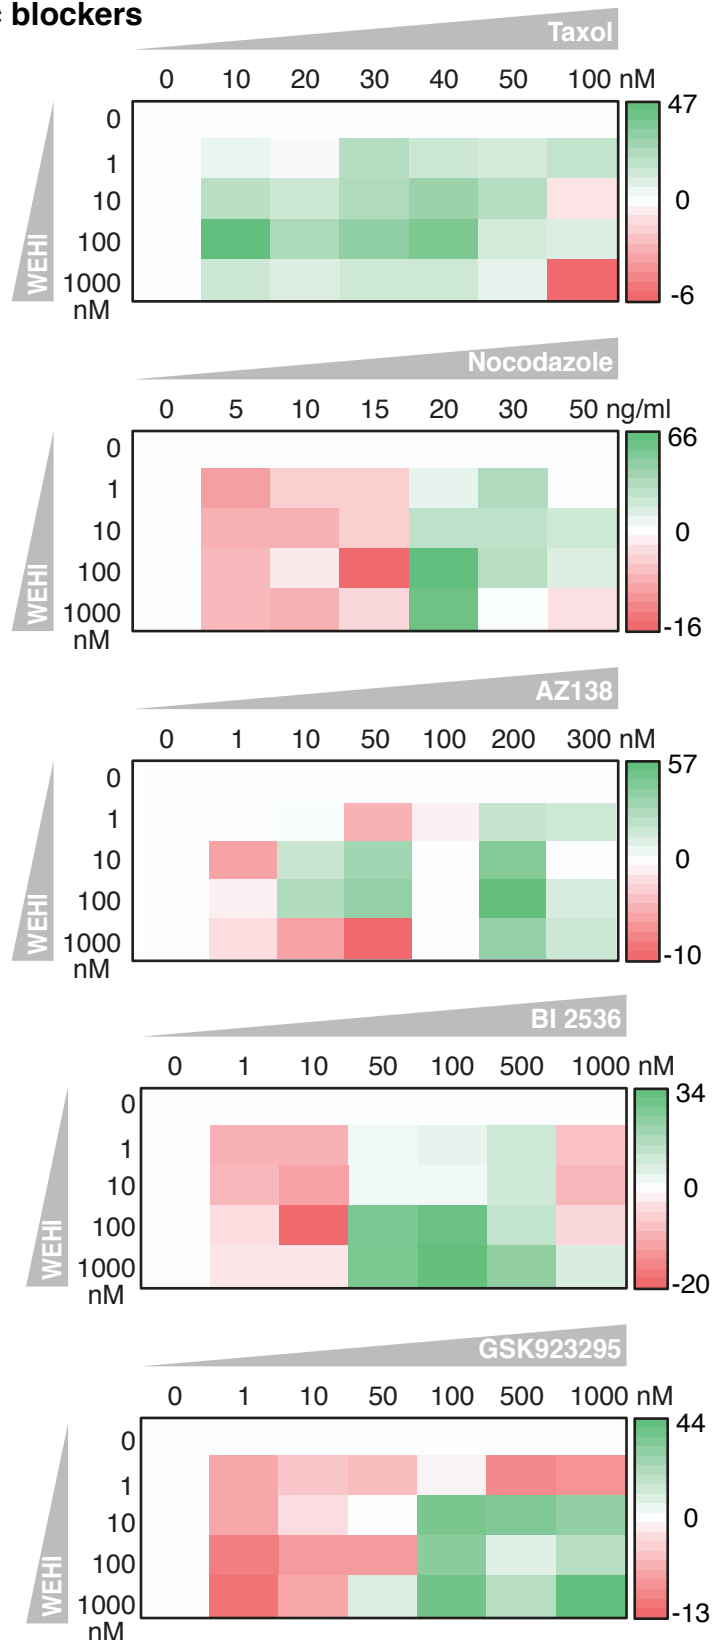 blockers
Taxol
0 10 20 30 40 50 100 nM
0
1
10
100
1000
nM
WEHI
47
0
-6
Nocodazole
0 5 10 15 20 30 50 ng/ml
0
1
10
100
1000
nM
WEHI
66
0
-16
AZ138
0 1 10 50 100 200 300 nM
0
1
10
100
1000
nM
WEHI
57
0
-10
BI 2536
0 1 10 50 100 500 1000 nM
0
1
10
100
1000
nM
WEHI
34
0
-20
GSK923295
0 1 10 50 100 500 1000 nM
0
1
10
100
1000
nM
WEHI
44
0
-13